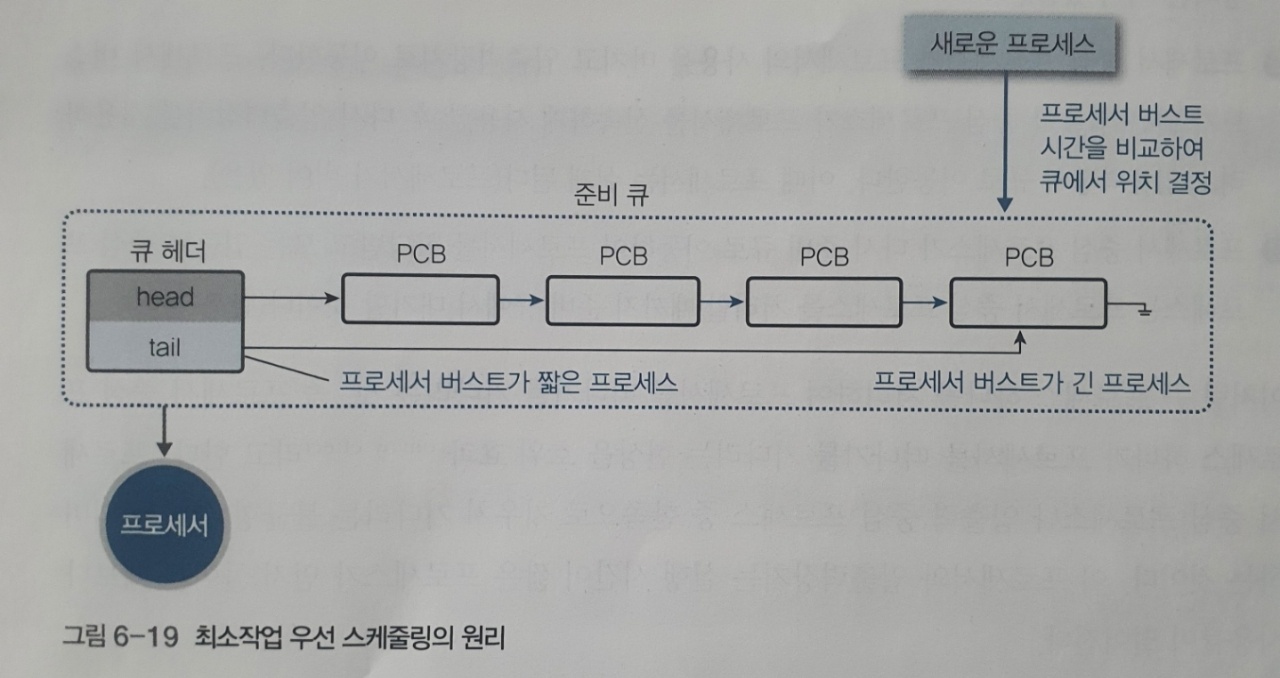 새로운 프로세스
프로세서 버스트
시간을 비교하여
큐에서 위치 결정
준비 큐
큐 헤더
PCB
PCB
PCB
PCB
head
tail
프로세서 버스트가 짧은 프로세스
프로세서 버스트가 긴 프로세스
프로세서
그림 6-19 최소작업 우선 스케줄링의 원리